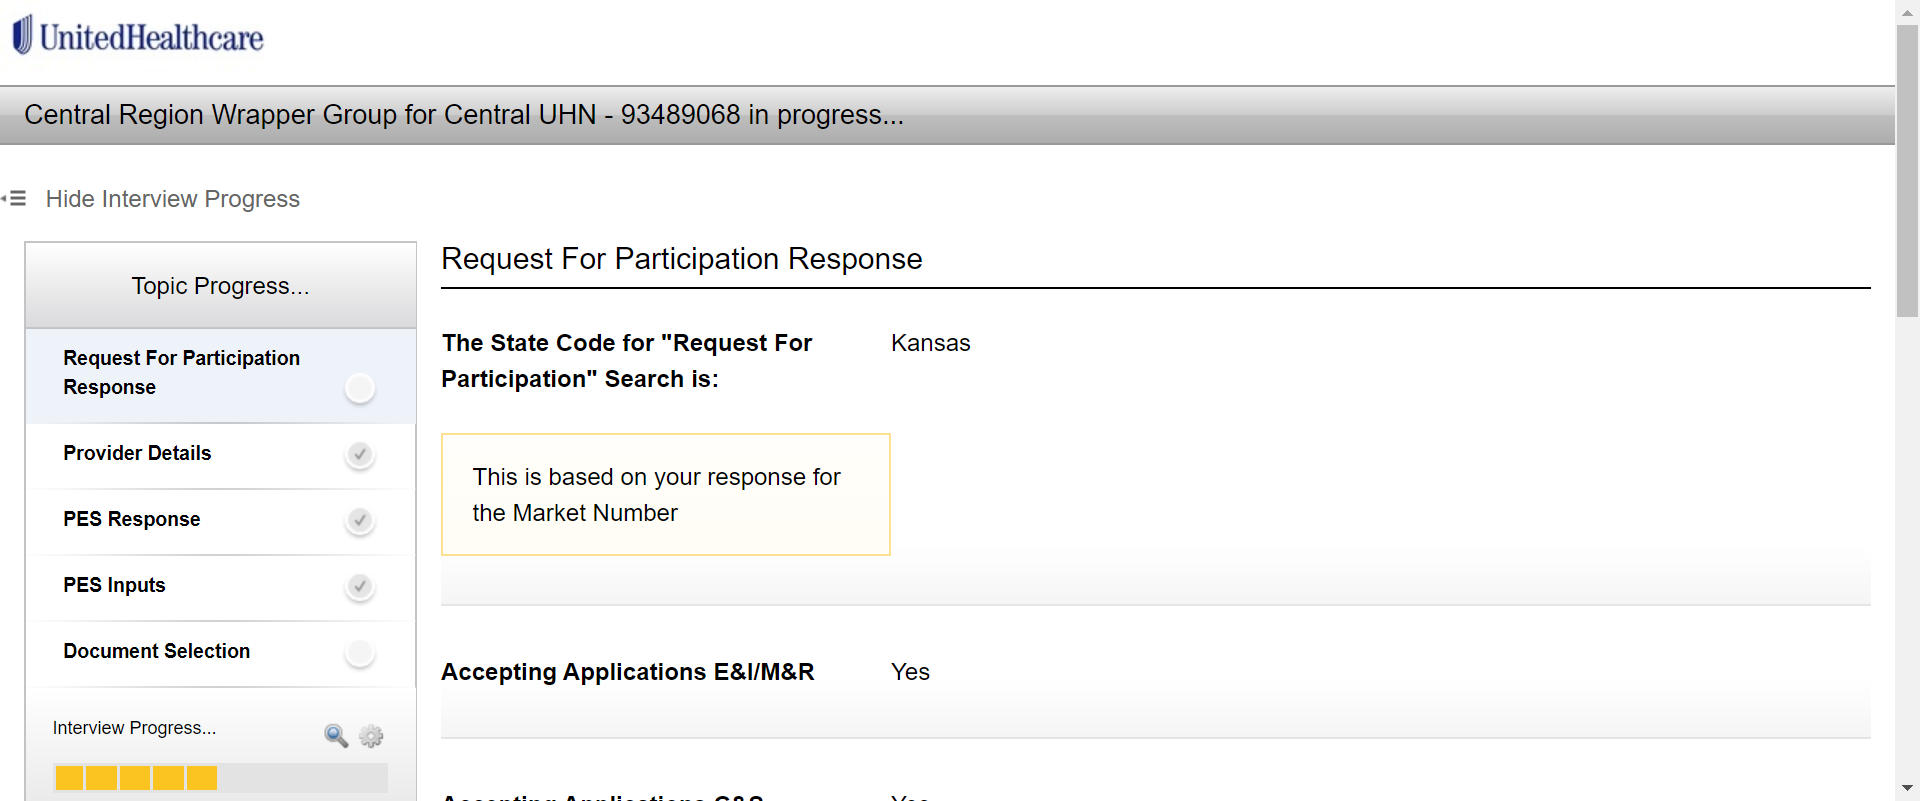 UnitedHealthcare
Central Region Wrapper Group for Central UHN - 93489068 in progress...
Hide Interview Progress
Topic Progress...
Request For Participation
Response
Provider Details
PES Response
PES Inputs
Document Selection
Interview Progress...
Request For Participation Response
The State Code for "Request For
Participation" Search is:
Kansas
This is based on your response for
the Market Number
Accepting Applications E&I/M&R
Yes
Accepting Applications C&S
Yes